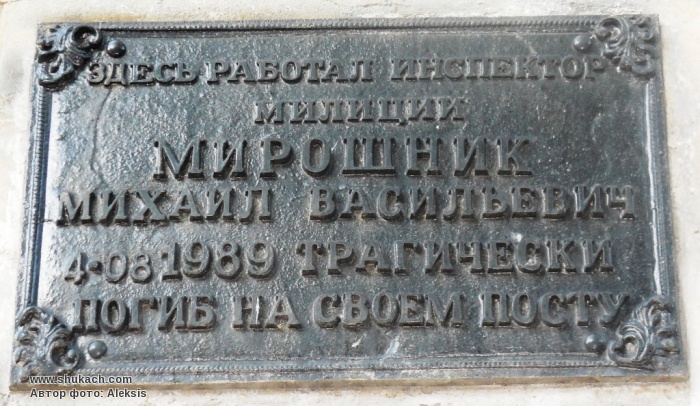 ЗДЕСЬ РАБОТАЛ ИНСПЕКТОР
МИЛИЦИИ
МИРОШНИК
МИХАИЛ ВАСИЛЬЕВИЧ
4·08 1989 ТРАГИЧЕСКИ
ПОГИБ НА СВОЕМ ПОСТУ
www.shukach.com
Автор фото: Aleksis